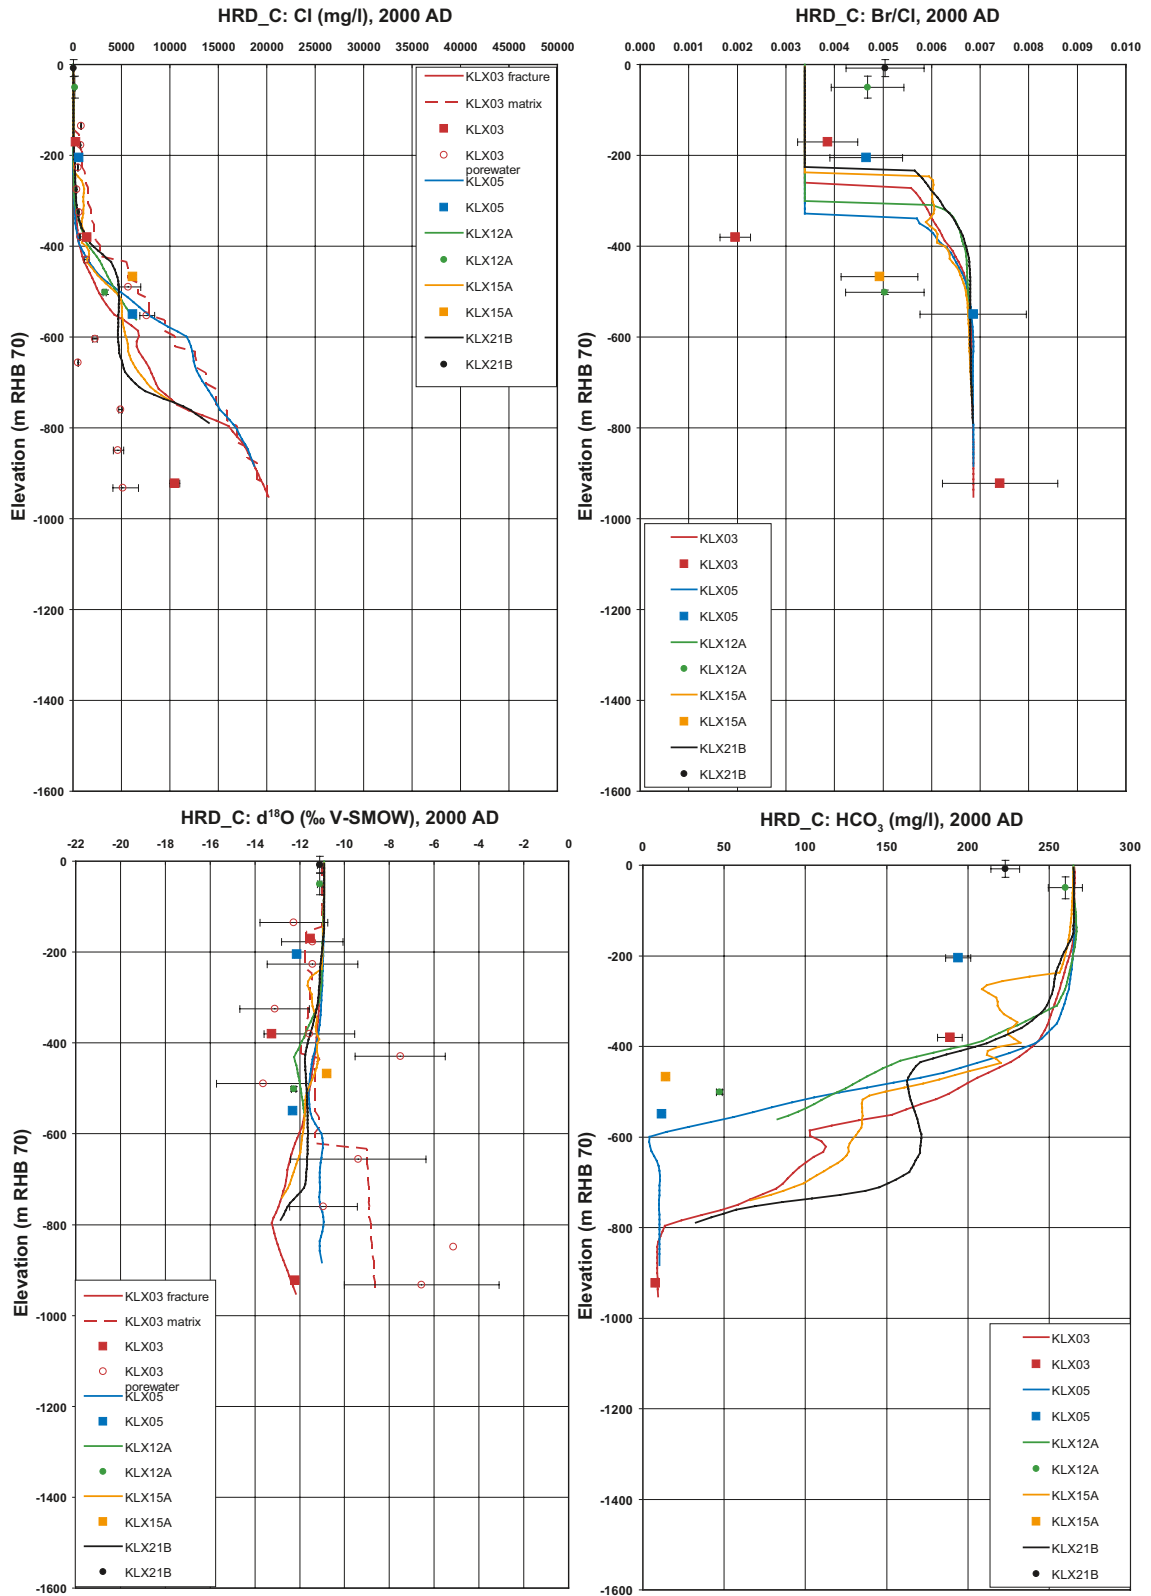 HRD_C: Cl (mg/l), 2000 AD
0 5000 10000 15000 20000 25000 30000 35000 40000 45000 50000
0
-200
-400
-600
-800
-1000
-1200
-1400
-1600
Elevation (m RHB 70)
KLX03 fracture
KLX03 matrix
KLX03
KLX03
porewater
KLX05
KLX05
KLX12A
KLX12A
KLX15A
KLX15A
KLX21B
KLX21B
HRD_C: Br/Cl, 2000 AD
0.000 0.001 0.002 0.003 0.004 0.005 0.006 0.007 0.008 0.009 0.010
0
-200
-400
-600
-800
-1000
-1200
-1400
-1600
Elevation (m RHB 70)
KLX03
KLX03
KLX05
KLX05
KLX12A
KLX12A
KLX15A
KLX15A
KLX21B
KLX21B
HRD_C: d¹⁸O (‰ V-SMOW), 2000 AD
-22 -20 -18 -16 -14 -12 -10 -8 -6 -4 -2 0
0
-200
-400
-600
-800
-1000
-1200
-1400
-1600
Elevation (m RHB 70)
KLX03 fracture
KLX03 matrix
KLX03
KLX03
porewater
KLX05
KLX05
KLX12A
KLX12A
KLX15A
KLX15A
KLX21B
KLX21B
HRD_C: HCO₃ (mg/l), 2000 AD
0 50 100 150 200 250 300
0
-200
-400
-600
-800
-1000
-1200
-1400
-1600
Elevation (m RHB 70)
KLX03
KLX03
KLX05
KLX05
KLX12A
KLX12A
KLX15A
KLX15A
KLX21B
KLX21B